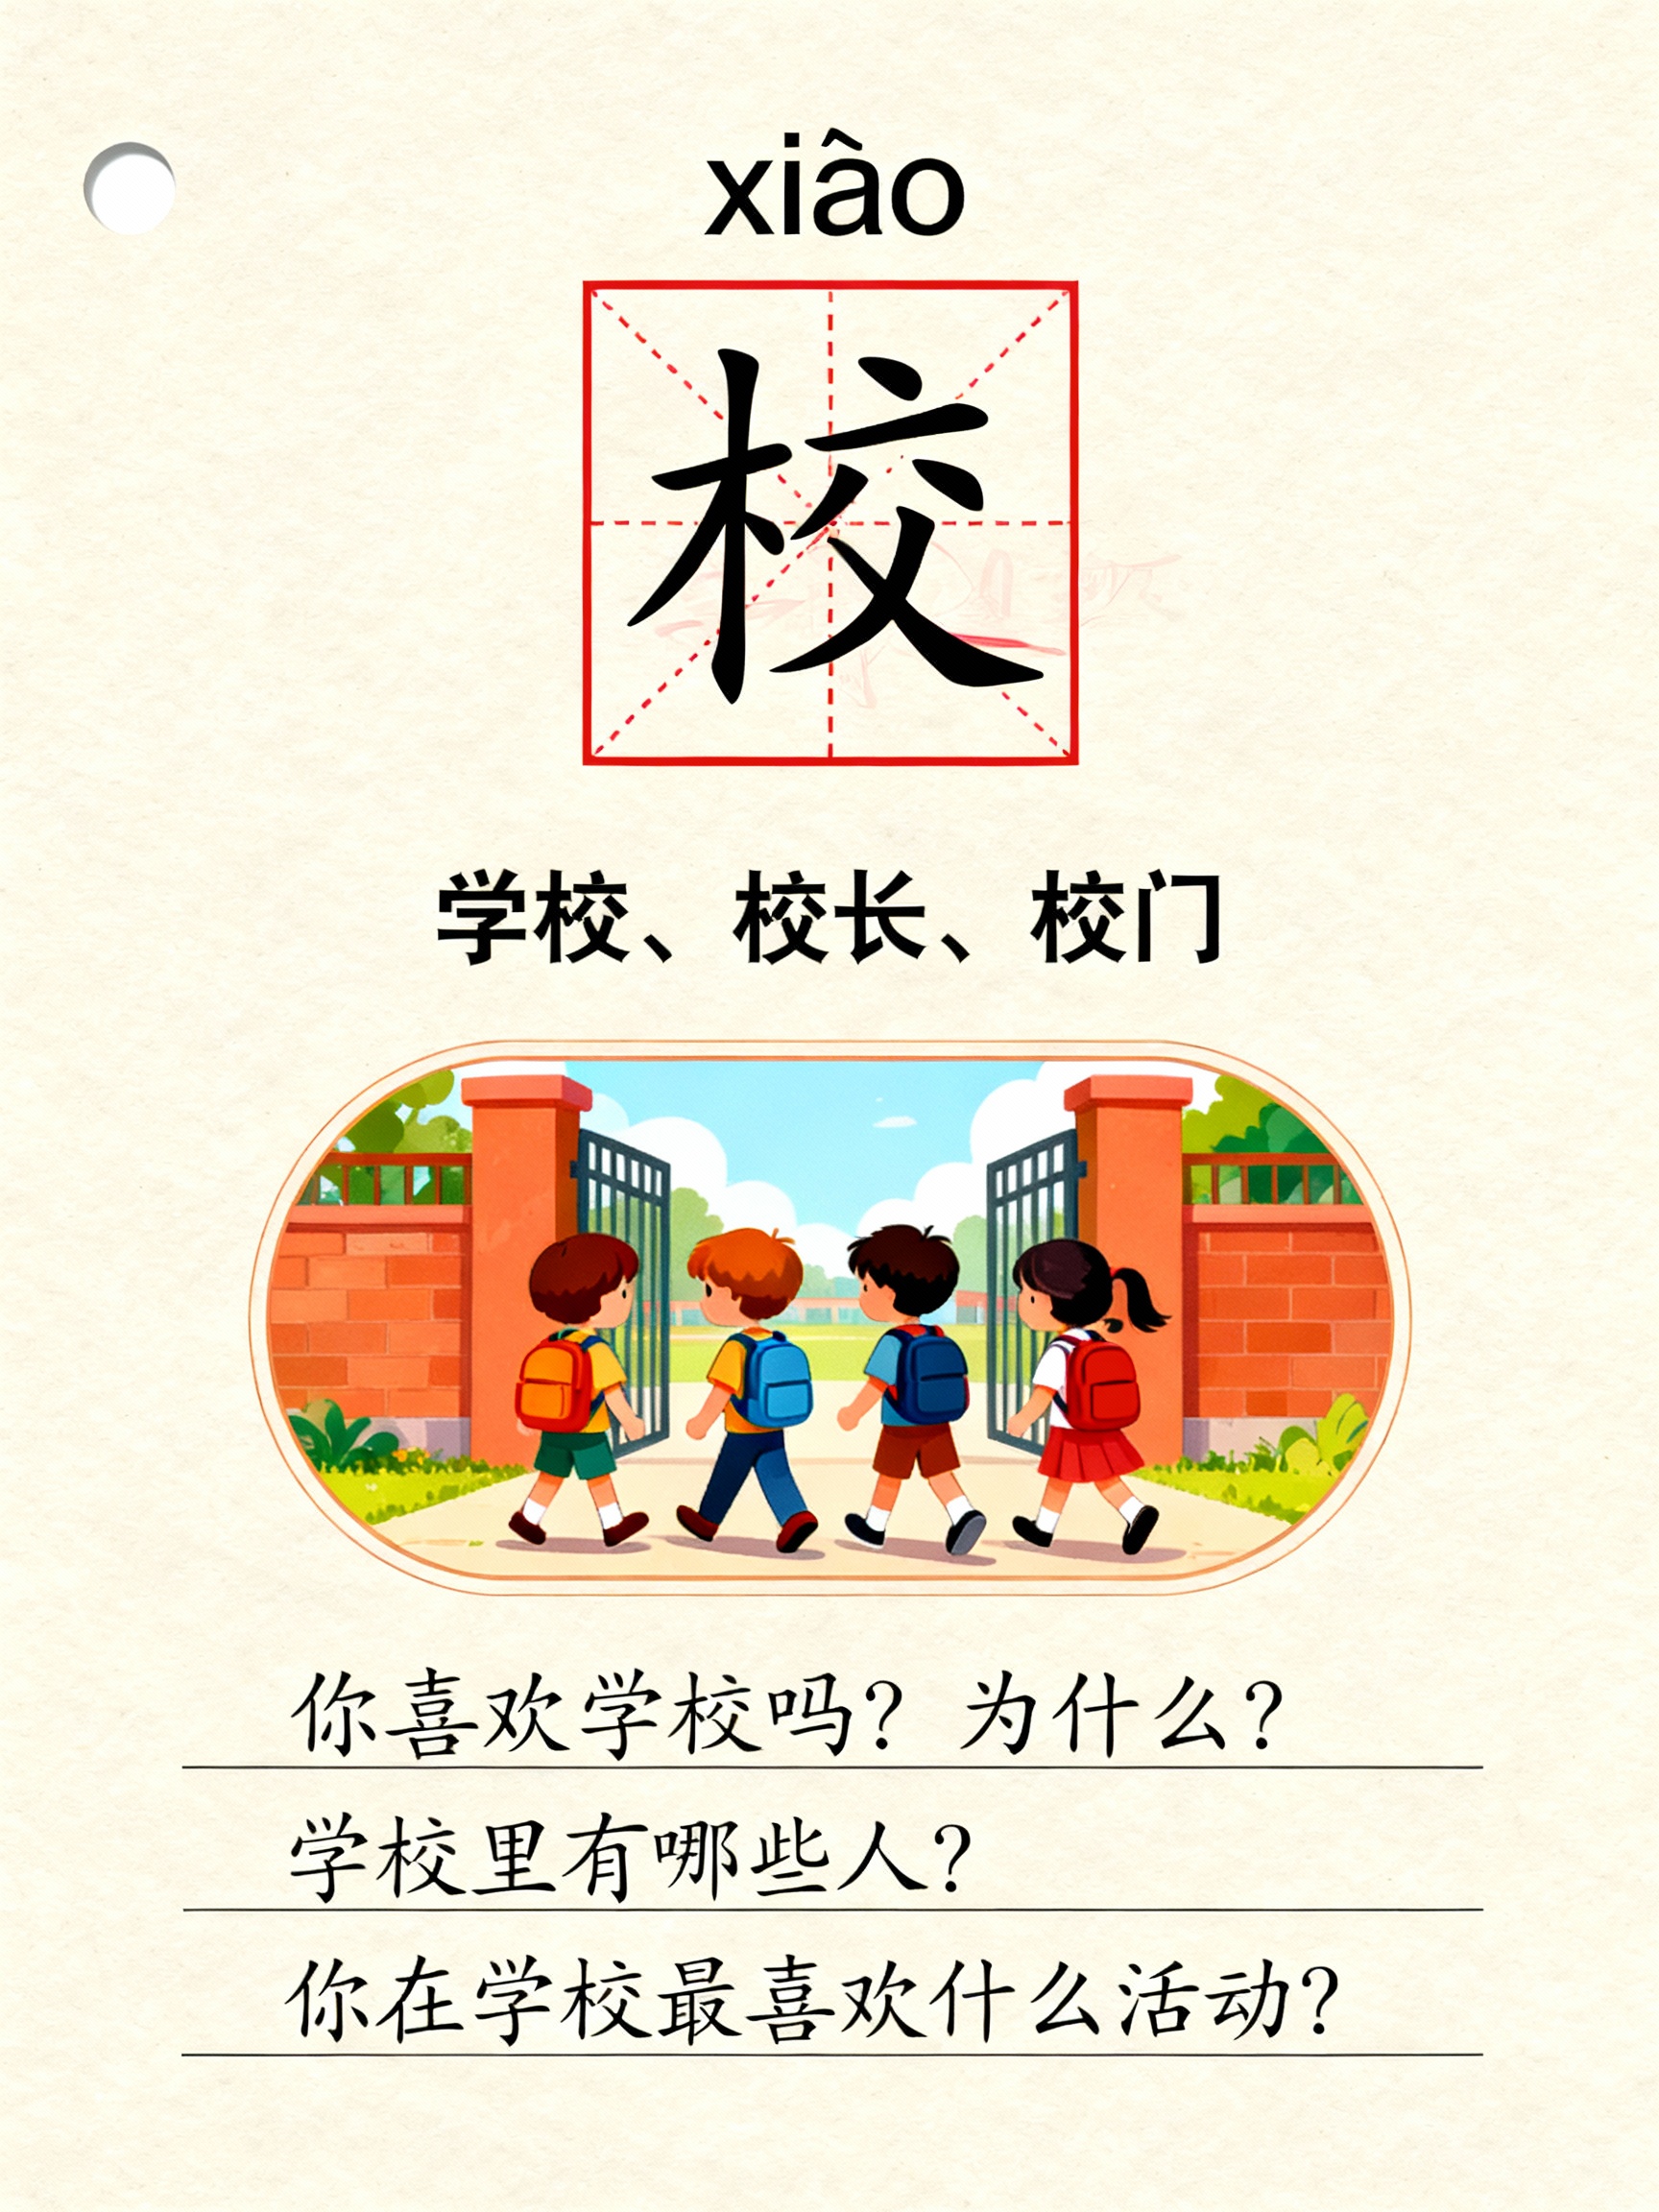 xiâo
校
学校、校长、校门
你喜欢学校吗？为什么？
学校里有哪些人？
你在学校最喜欢什么活动？